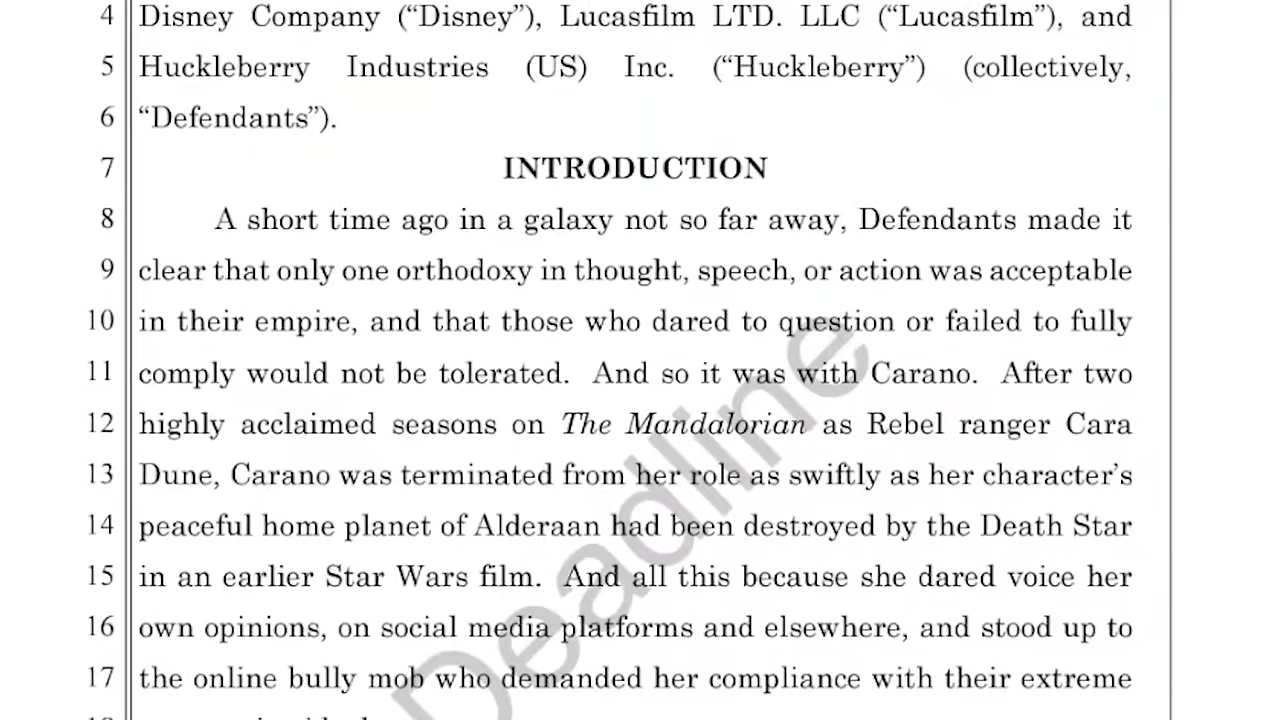 4 Disney Company (“Disney”), Lucasfilm LTD. LLC (“Lucasfilm”), and
5 Huckleberry Industries (US) Inc. (“Huckleberry”) (collectively,
6 “Defendants”).
7 INTRODUCTION
8 A short time ago in a galaxy not so far away, Defendants made it
9 clear that only one orthodoxy in thought, speech, or action was acceptable
10 in their empire, and that those who dared to question or failed to fully
11 comply would not be tolerated. And so it was with Carano. After two
12 highly acclaimed seasons on The Mandalorian as Rebel ranger Cara
13 Dune, Carano was terminated from her role as swiftly as her character’s
14 peaceful home planet of Alderaan had been destroyed by the Death Star
15 in an earlier Star Wars film. And all this because she dared voice her
16 own opinions, on social media platforms and elsewhere, and stood up to
17 the online bully mob who demanded her compliance with their extreme
Deadline